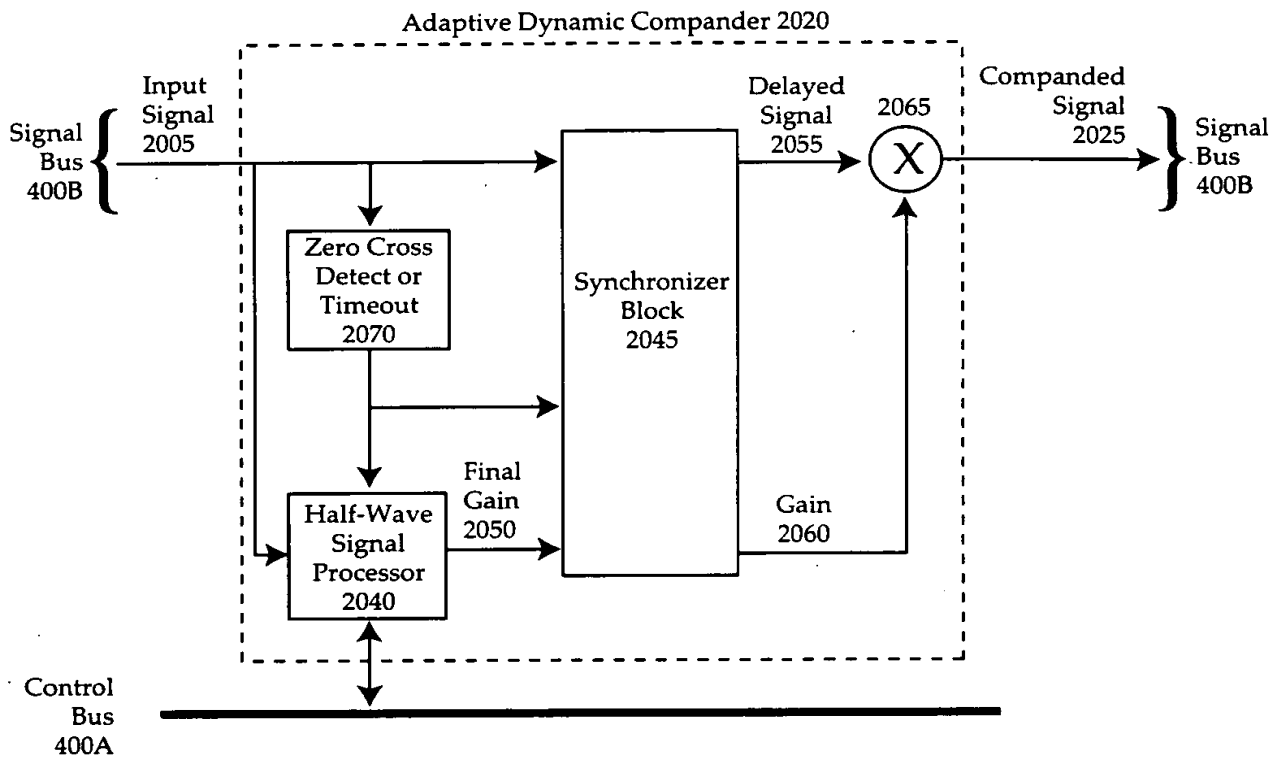 Adaptive Dynamic Compander 2020
Input
Signal
2005
Signal
Bus
400B
Delayed
Signal
2055
2065
X
Companded
Signal
2025
Signal
Bus
400B
Zero Cross
Detect or
Timeout
2070
Synchronizer
Block
2045
Half-Wave
Signal
Processor
2040
Final
Gain
2050
Gain
2060
Control
Bus
400A